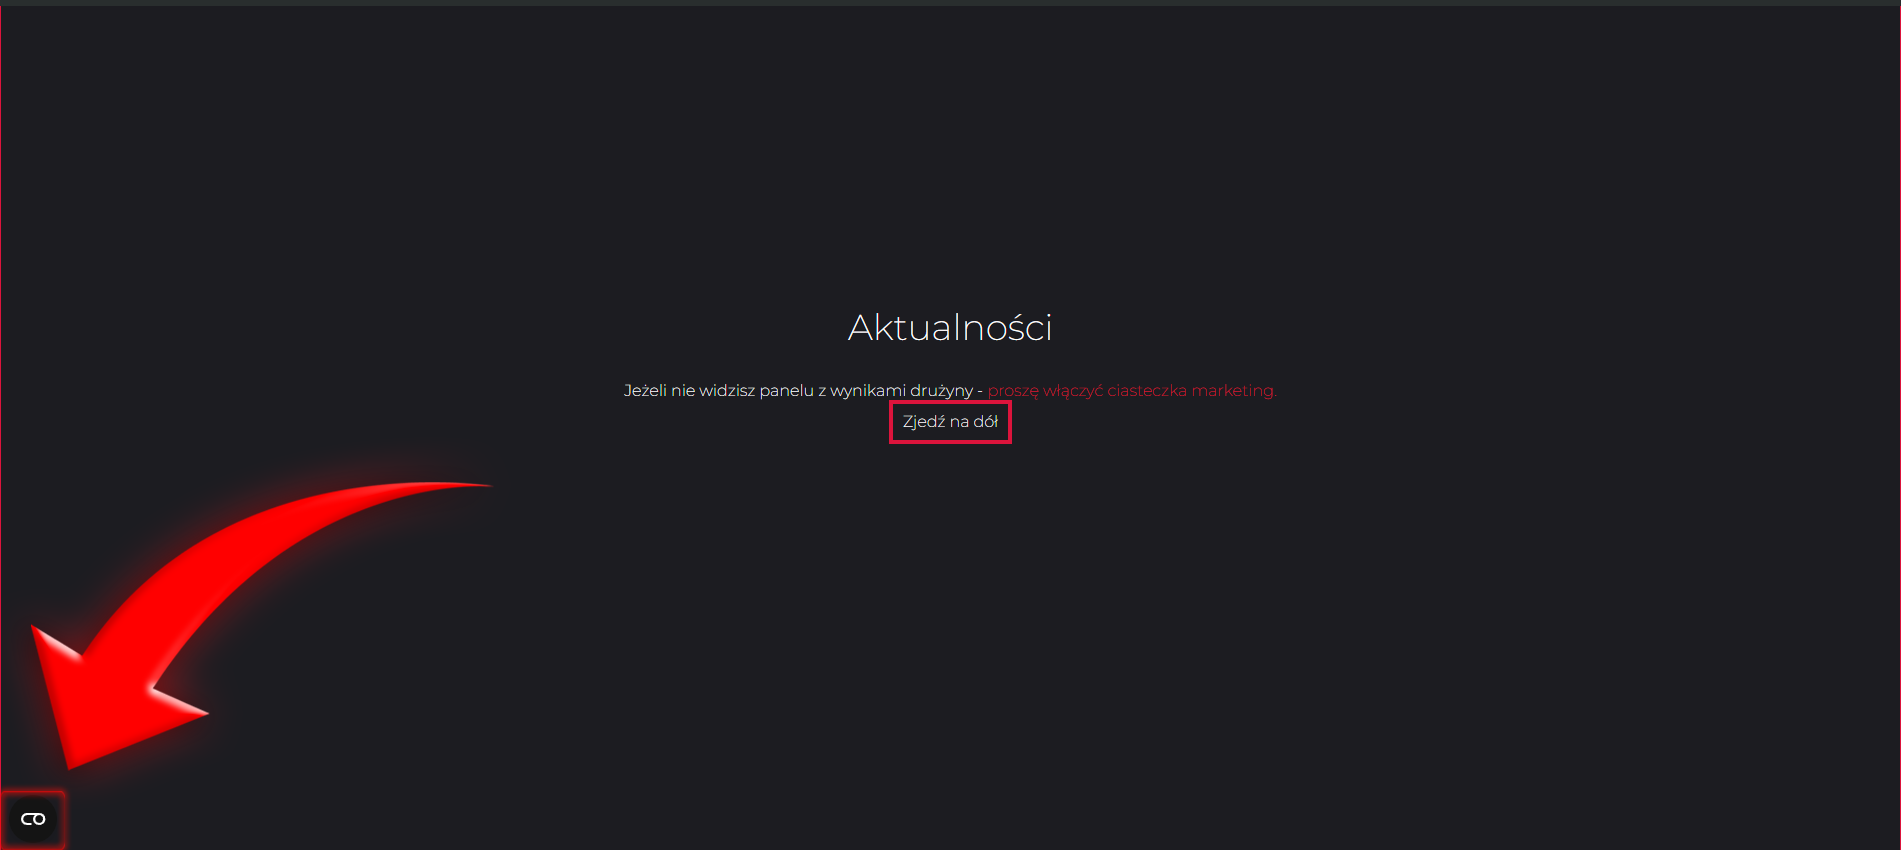 Aktualności
Jeżeli nie widzisz panelu z wynikami drużyny - proszę włączyć ciasteczka marketing.
Zjedź na dół